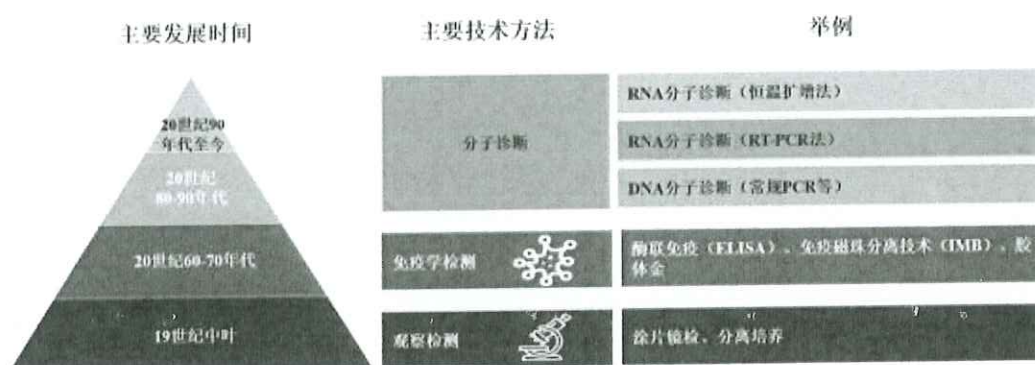 主要发展时间
主要技术方法
举例
20世纪90
年代至今
20世纪
80-90年代
20世纪60-70年代
19世纪中叶
分子诊断
免疫学检测
观察检测
RNA分子诊断（恒温扩增法）
RNA分子诊断（RT-PCR法）
DNA分子诊断（常规PCR等）
酶联免疫（ELISA）、免疫磁珠分离技术（IMB）、胶
体金
涂片镜检、分离培养